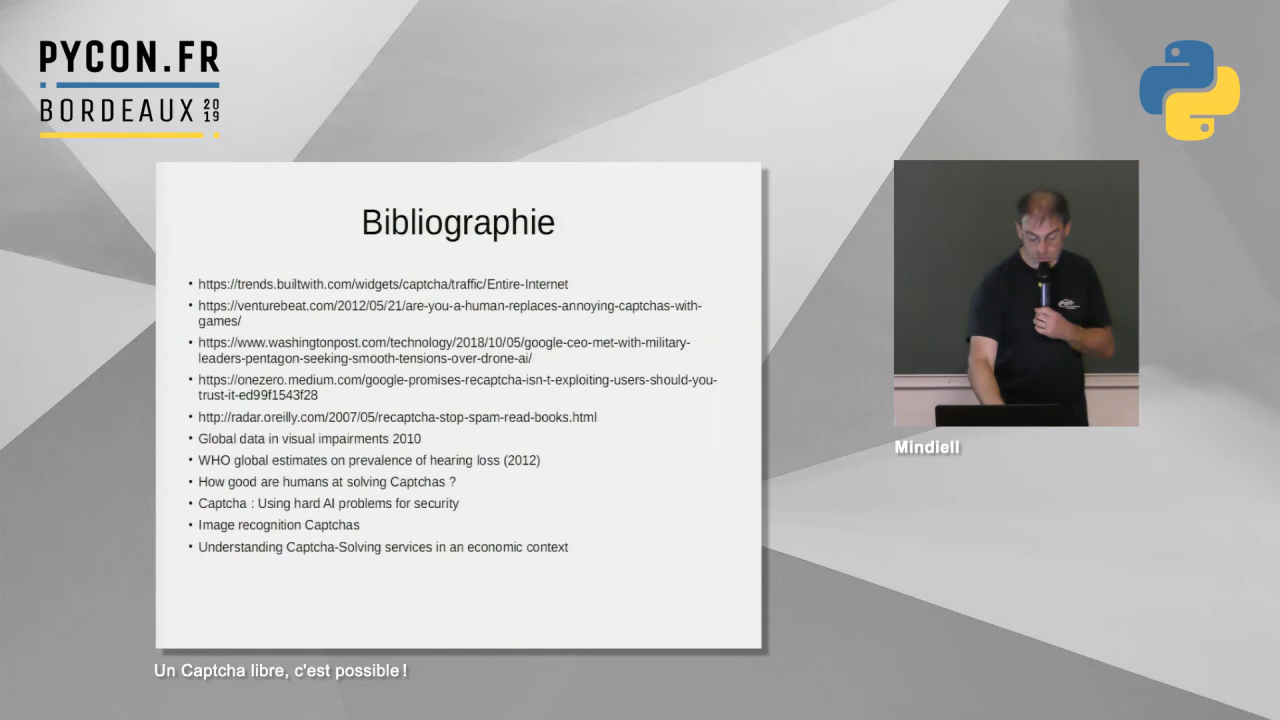 PYCON.FR
BORDEAUX 2019
Bibliographie
• https://trends.builtwith.com/widgets/captcha/traffic/Entire-Internet
• https://venturebeat.com/2012/05/21/are-you-a-human-replaces-annoying-captchas-with-
games/
• https://www.washingtonpost.com/technology/2018/10/05/google-ceo-met-with-military-
leaders-pentagon-seeking-smooth-tensions-over-drone-ai/
• https://onezero.medium.com/google-promises-recaptcha-isn-t-exploiting-users-should-you-
trust-it-ed99f1543f28
• http://radar.oreilly.com/2007/05/recaptcha-stop-spam-read-books.html
• Global data in visual impairments 2010
• WHO global estimates on prevalence of hearing loss (2012)
• How good are humans at solving Captchas ?
• Captcha : Using hard AI problems for security
• Image recognition Captchas
• Understanding Captcha-Solving services in an economic context
Mindiell
Un Captcha libre, c'est possible !